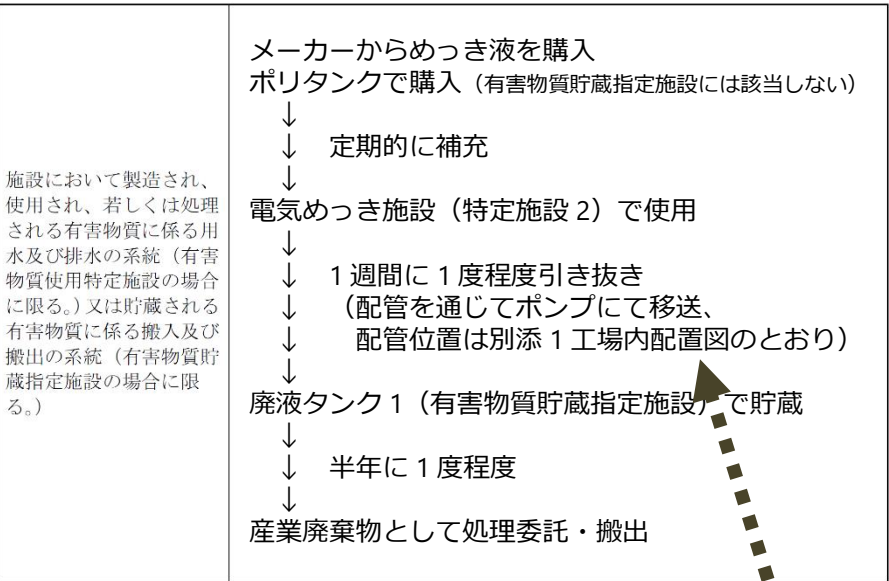 施設において製造され、
使用され、若しくは処理
される有害物質に係る用
水及び排水の系統（有害
物質使用特定施設の場合
に限る。）又は貯蔵される
有害物質に係る搬入及び
搬出の系統（有害物質貯
蔵指定施設の場合に限
る。）
メーカーからめっき液を購入
ポリタンクで購入（有害物質貯蔵指定施設には該当しない）
↓
↓　定期的に補充
↓
電気めっき施設（特定施設2）で使用
↓
↓　1週間に1度程度引き抜き
↓　（配管を通じてポンプにて移送、
↓　　配管位置は別添1工場内配置図のとおり）
↓
廃液タンク1（有害物質貯蔵指定施設）で貯蔵
↓
↓　半年に1度程度
↓
産業廃棄物として処理委託・搬出